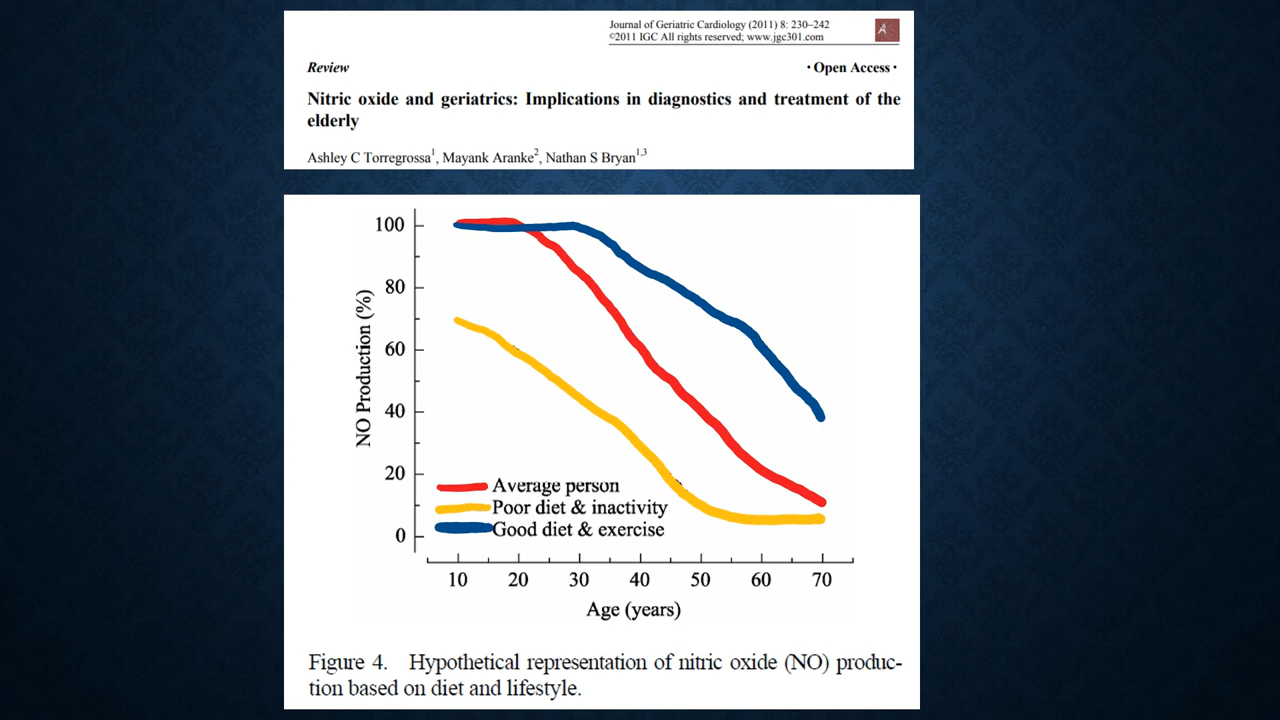 Journal of Geriatric Cardiology (2011) 8: 230–242
©2011 IGC All rights reserved; www.jgc301.com
Review
· Open Access ·
Nitric oxide and geriatrics: Implications in diagnostics and treatment of the
elderly
Ashley C Torregrossa1, Mayank Aranke2, Nathan S Bryan1,3
NO Production (%)
100
80
60
40
20
0
Average person
Poor diet & inactivity
Good diet & exercise
10 20 30 40 50 60 70
Age (years)
Figure 4. Hypothetical representation of nitric oxide (NO) produc-
tion based on diet and lifestyle.